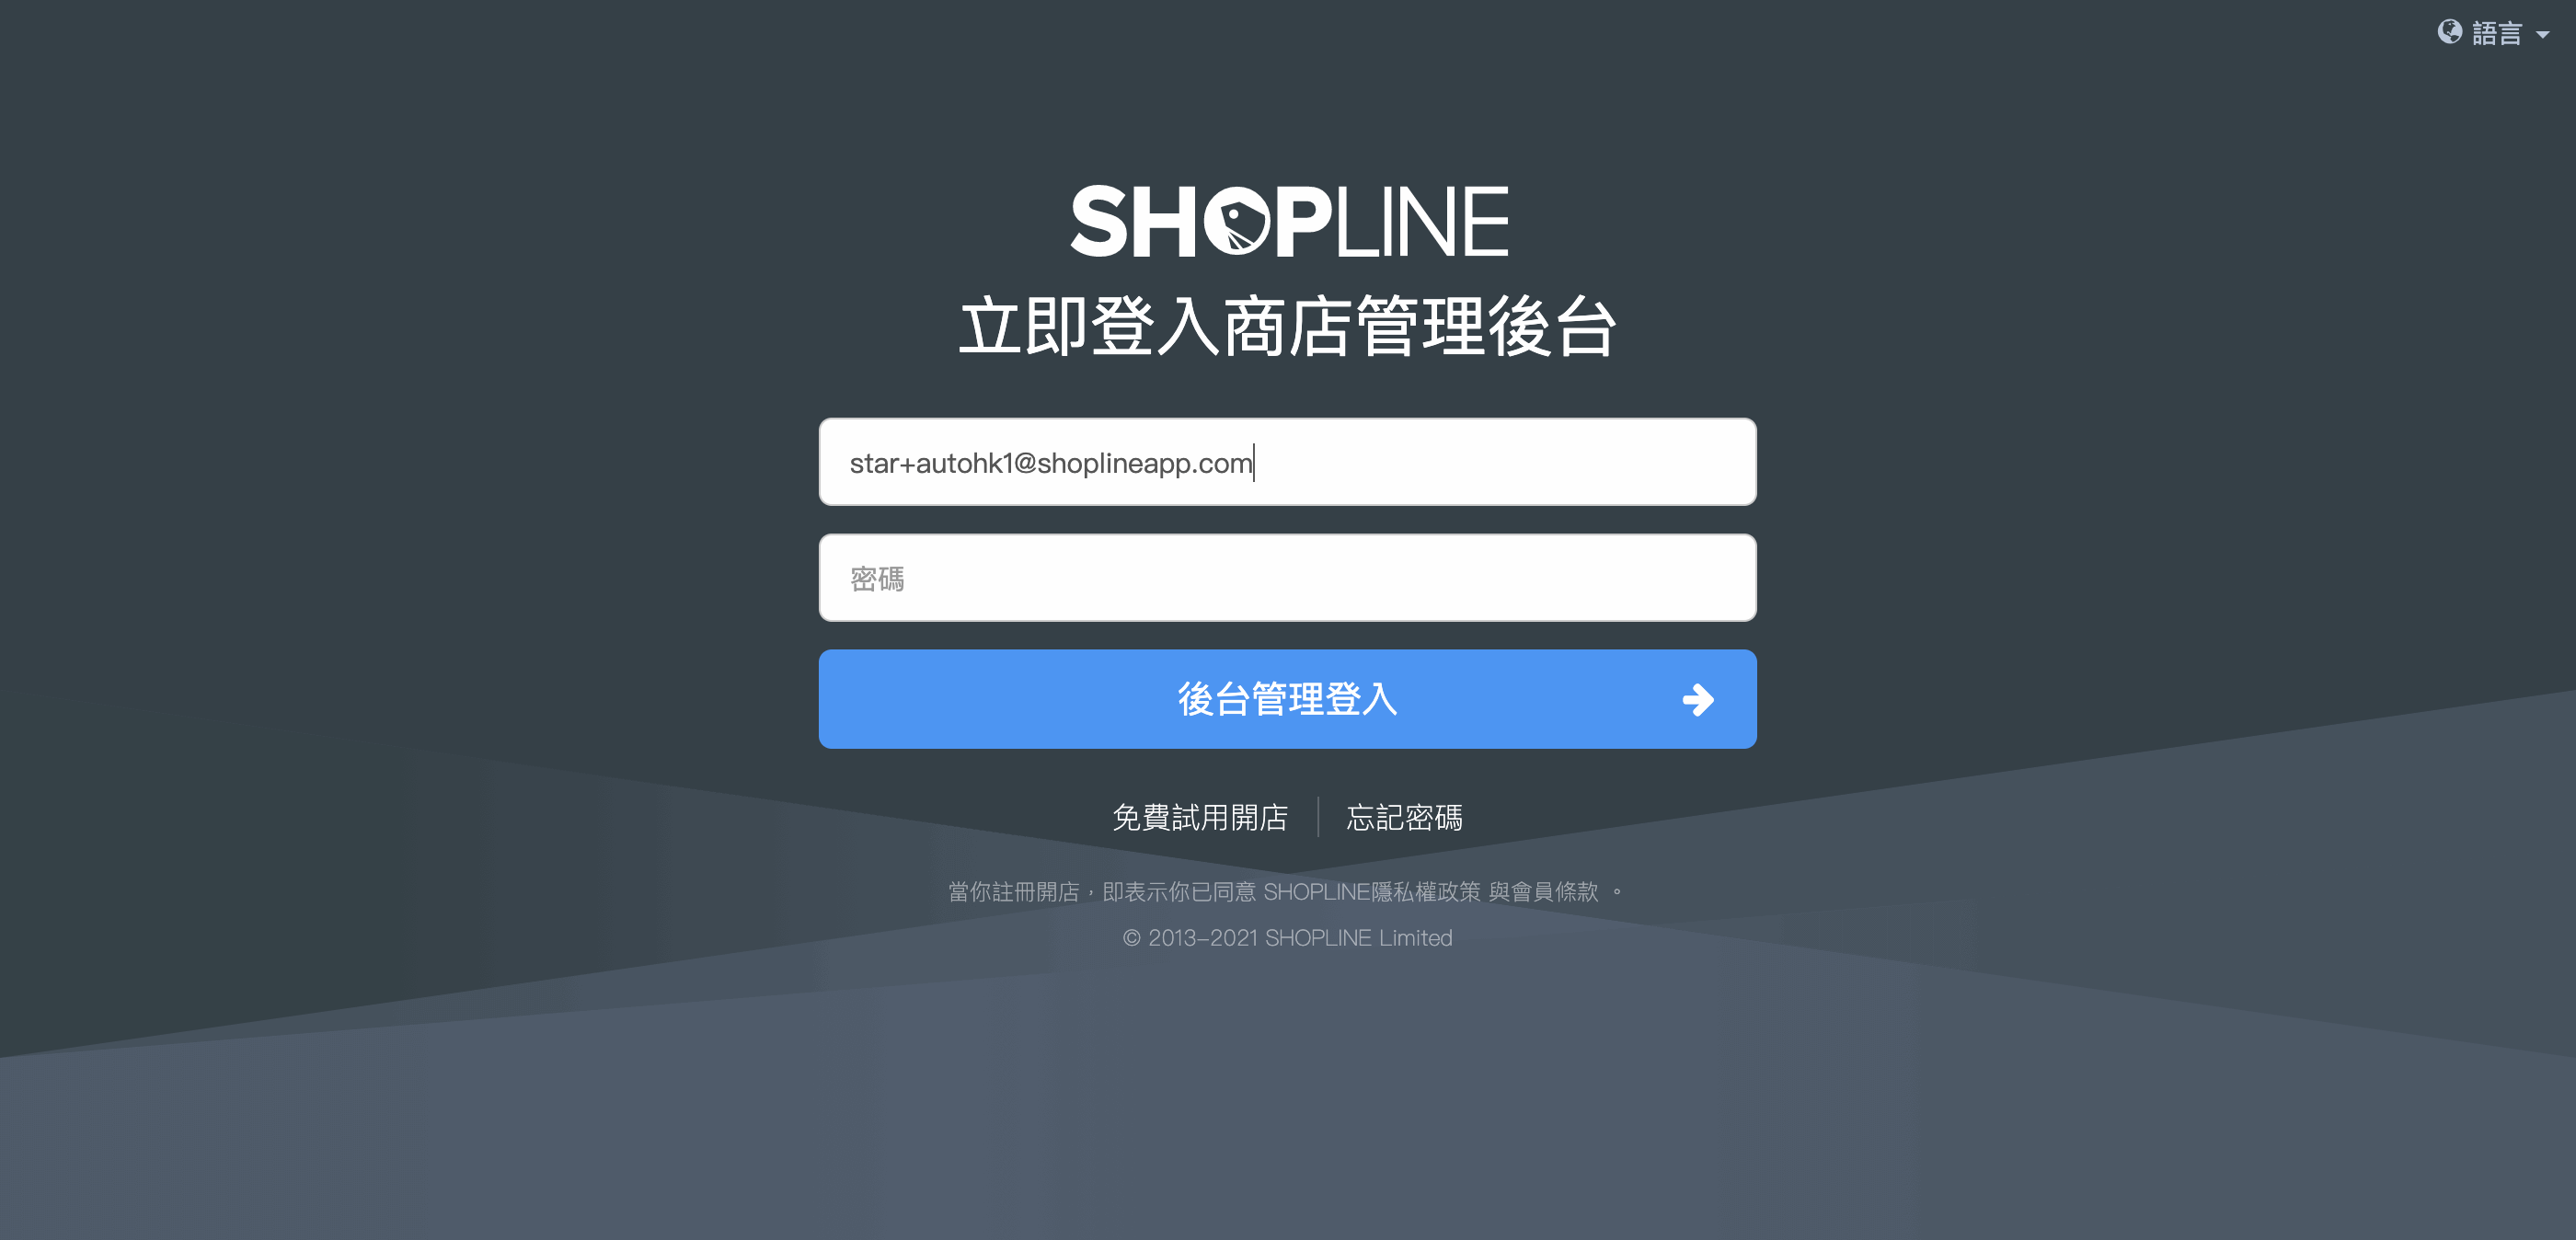 語言
SHOPLINE
立即登入商店管理後台
star+autohk1@shoplineapp.com
密碼
後台管理登入
免費試用開店 忘記密碼
當你註冊開店，即表示你已同意 SHOPLINE隱私權政策 與會員條款 。
© 2013-2021 SHOPLINE Limited